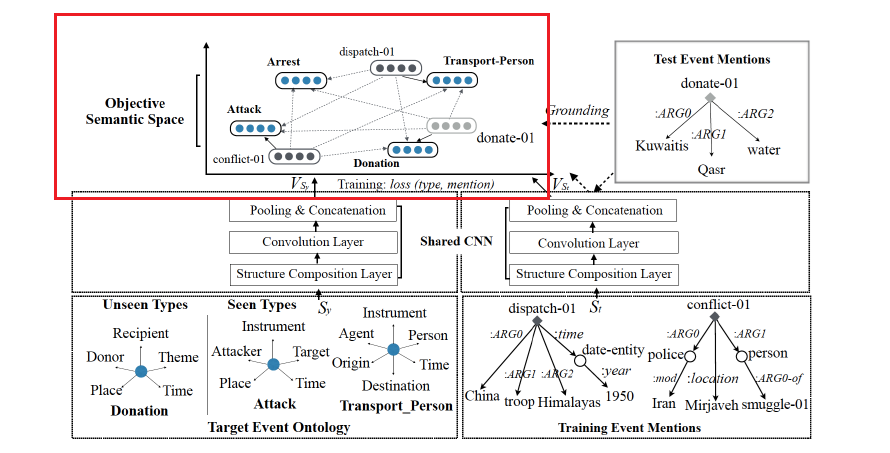 dispatch-01
Arrest
Transport-Person
Objective
Semantic Space
Attack
donate-01
conflict-01
Donation
Grounding
Test Event Mentions
donate-01
:ARG0
:ARG1
:ARG2
Kuwaitis
Qasr
water
V_{S_y}
Training: loss (type, mention)
V_{S_t}
Pooling & Concatenation
Convolution Layer
Structure Composition Layer
Shared CNN
Pooling & Concatenation
Convolution Layer
Structure Composition Layer
S_y
S_t
Unseen Types
Recipient
Donor
Theme
Place
Time
Donation
Seen Types
Instrument
Attacker
Target
Place
Time
Attack
Instrument
Agent
Person
Origin
Time
Destination
Transport_Person
Target Event Ontology
dispatch-01
:ARG0
:time
date-entity
:ARG1
:ARG2
:year
China
troop
Himalayas
1950
conflict-01
:ARG0
:ARG1
police
person
:mod
:location
:ARG0-of
Iran
Mirjaveh
smuggle-01
Training Event Mentions